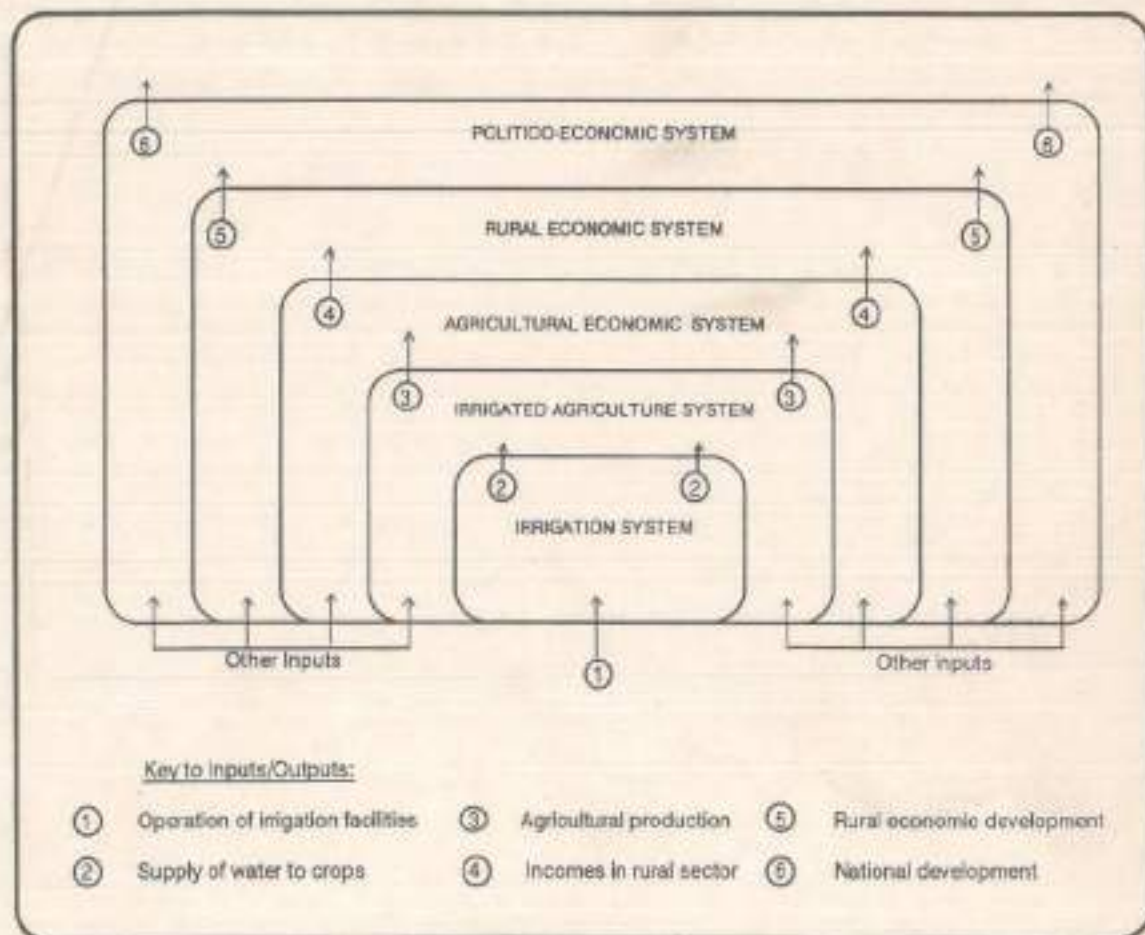 ⑥ POLITICO-ECONOMIC SYSTEM ⑥
⑤ RURAL ECONOMIC SYSTEM ⑤
④ AGRICULTURAL ECONOMIC SYSTEM ④
③ IRRIGATED AGRICULTURE SYSTEM ③
② ②
IRRIGATION SYSTEM
Other Inputs ① Other inputs
Key to Inputs/Outputs:
① Operation of irrigation facilities ③ Agricultural production ⑤ Rural economic development
② Supply of water to crops ④ Incomes in rural sector ⑥ National development